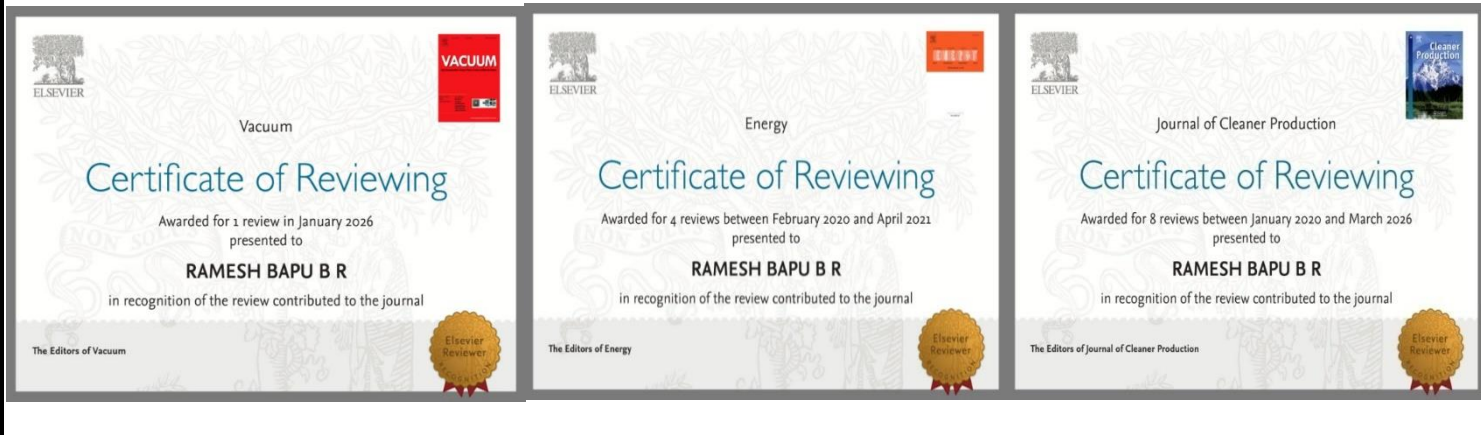 ELSEVIER
VACUUM
Vacuum
Certificate of Reviewing
Awarded for 1 review in January 2026
presented to
RAMESH BAPU B R
in recognition of the review contributed to the journal
The Editors of Vacuum
Elsevier
Reviewer
RECOGNITION
ELSEVIER
Energy
Certificate of Reviewing
Awarded for 4 reviews between February 2020 and April 2021
presented to
RAMESH BAPU B R
in recognition of the review contributed to the journal
The Editors of Energy
Elsevier
Reviewer
RECOGNITION
ELSEVIER
Cleaner
Production
Journal of Cleaner Production
Certificate of Reviewing
Awarded for 8 reviews between January 2020 and March 2026
presented to
RAMESH BAPU B R
in recognition of the review contributed to the journal
The Editors of Journal of Cleaner Production
Elsevier
Reviewer
RECOGNITION
NON SOLUS